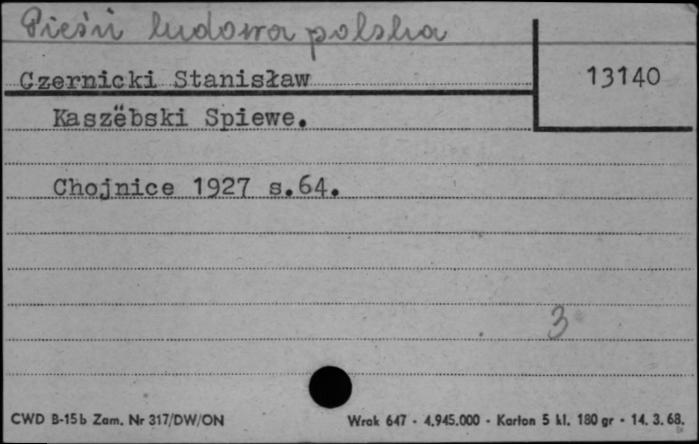 Pieśń ludowa polska
Czernicki Stanisław
13140
Kaszëbski Spiewe.
Chojnice 1927 s.64.
3
CWD B-15b Zam. Nr 317/DW/ON
Wrak 647 - 4.945.000 - Karton 5 kl. 180 gr - 14. 3. 68.